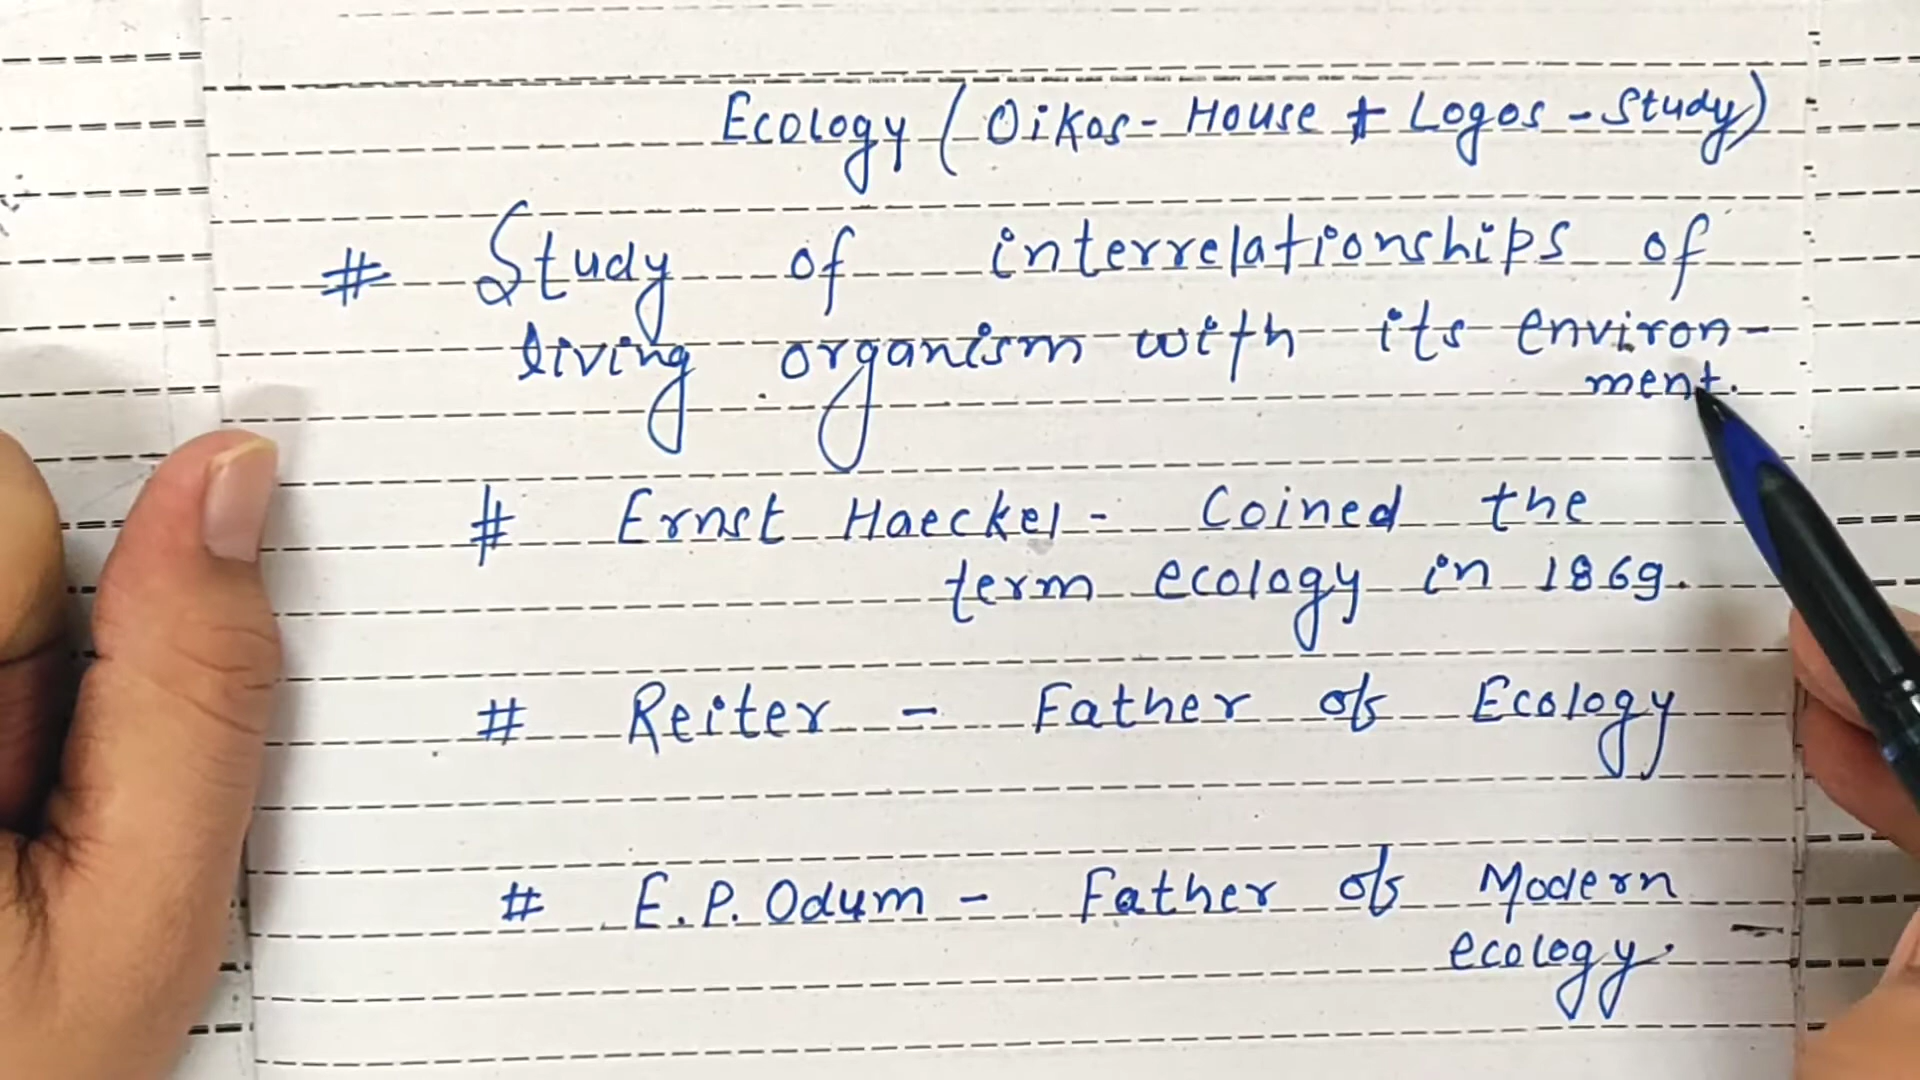 Ecology (Oikos - House + Logos - Study)
# Study of interrelationships of
living organism with its environ-
ment.
# Ernst Haeckel - Coined the
term ecology in 1869.
# Reiter - Father of Ecology
# E.P. Odum - Father of Modern
ecology.